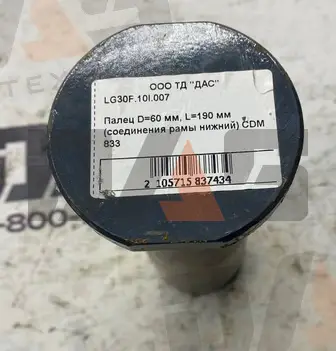 ООО ТД "ДАС"
LG30F.10I.007
Палец D=60 мм, L=190 мм
(соединения рамы нижний) CDM
833
2 105715 837434
-800-